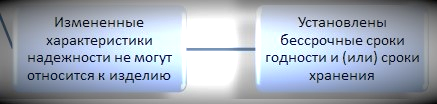 Измененные
характеристики
надежности не могут
относится к изделию
Установлены
бессрочные сроки
годности и (или) сроки
хранения